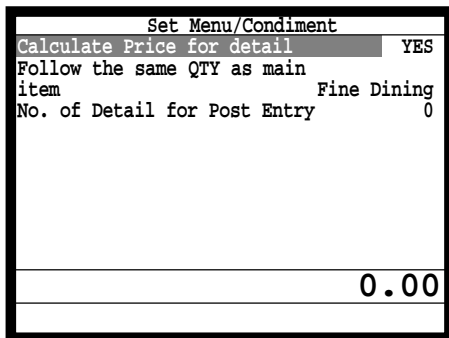 Set Menu/Condiment
Calculate Price for detail YES
Follow the same QTY as main
item Fine Dining
No. of Detail for Post Entry 0
0.00